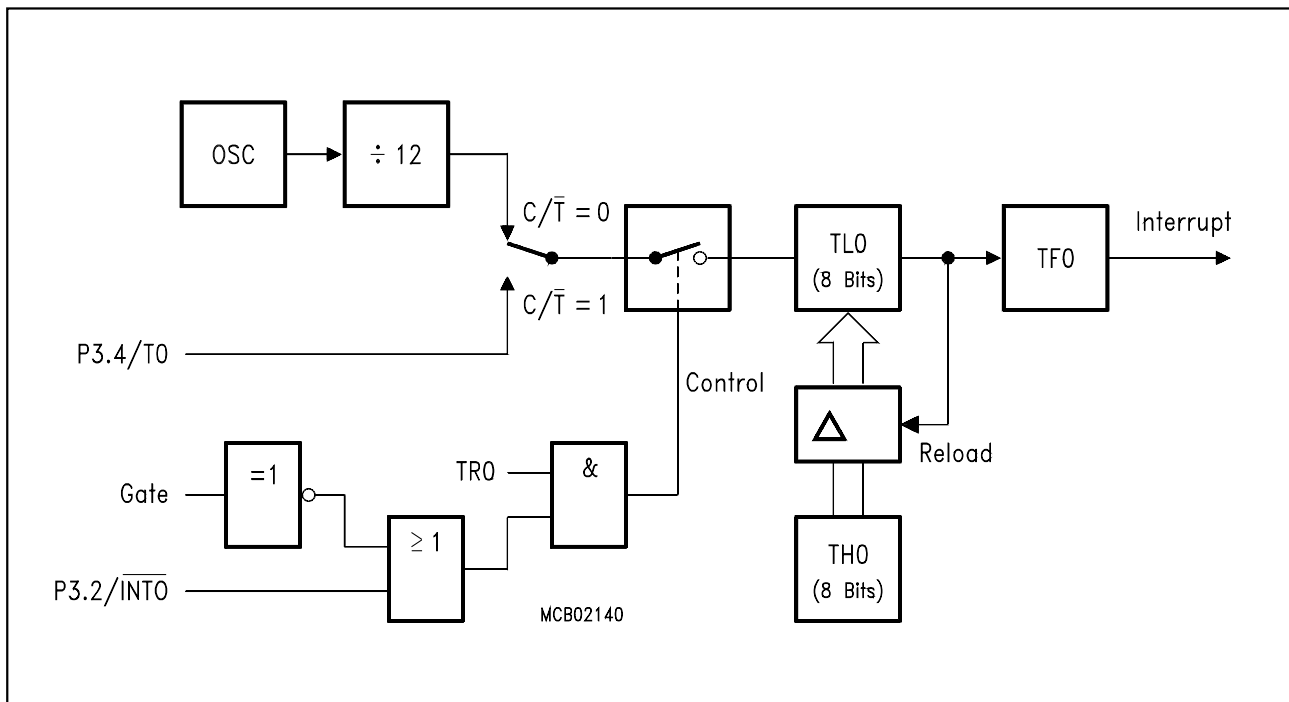 OSC
÷ 12
C/T̅ = 0
C/T̅ = 1
P3.4/T0
TL0
(8 Bits)
TF0
Interrupt
Control
Reload
Gate
=1
TR0
&
≥ 1
P3.2/I̅N̅T̅0̅
TH0
(8 Bits)
MCB02140